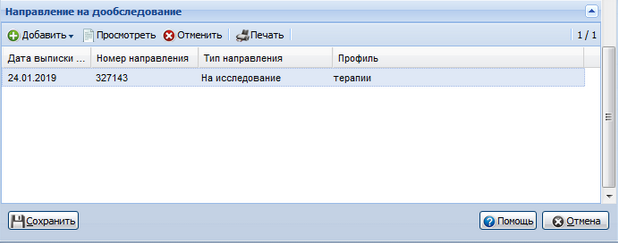 Направление на дообследование
Добавить Просмотреть Отменить Печать 1 / 1
Дата выписки ... Номер направления Тип направления Профиль
24.01.2019 327143 На исследование терапии
Сохранить Помощь Отмена